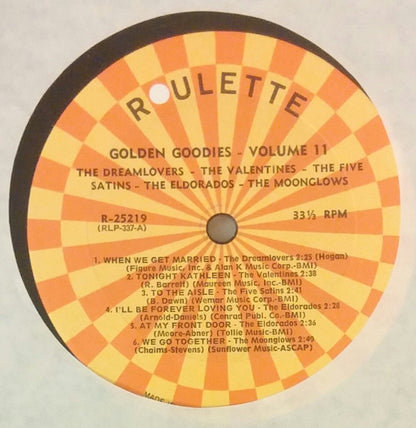 ROULETTE
GOLDEN GOODIES - VOLUME 11
THE DREAMLOVERS - THE VALENTINES - THE FIVE
SATINS - THE ELDORADOS - THE MOONGLOWS
R-25219 33⅓ RPM
(RLP-337-A)
1. WHEN WE GET MARRIED - The Dreamlovers 2:25 (Hogan)
(Figure Music, Inc. & Alan K Music Corp.-BMI)
2. TONIGHT KATHLEEN - The Valentines 2:38
(R. Barrett) (Maureen Music, Inc.-BMI)
3. TO THE AISLE - The Five Satins 2:41
(B. Dawn) (Wemar Music Corp.-BMI)
4. I'LL BE FOREVER LOVING YOU - The Eldorados 2:28
(Arnold-Daniels) (Conrad Publ. Co.-BMI)
5. AT MY FRONT DOOR - The Eldorados 2:36
(Moore-Abner) (Tollie Music-BMI)
6. WE GO TOGETHER - The Moonglows 2:49
(Chaims-Stevens) (Sunflower Music-ASCAP)
MADE